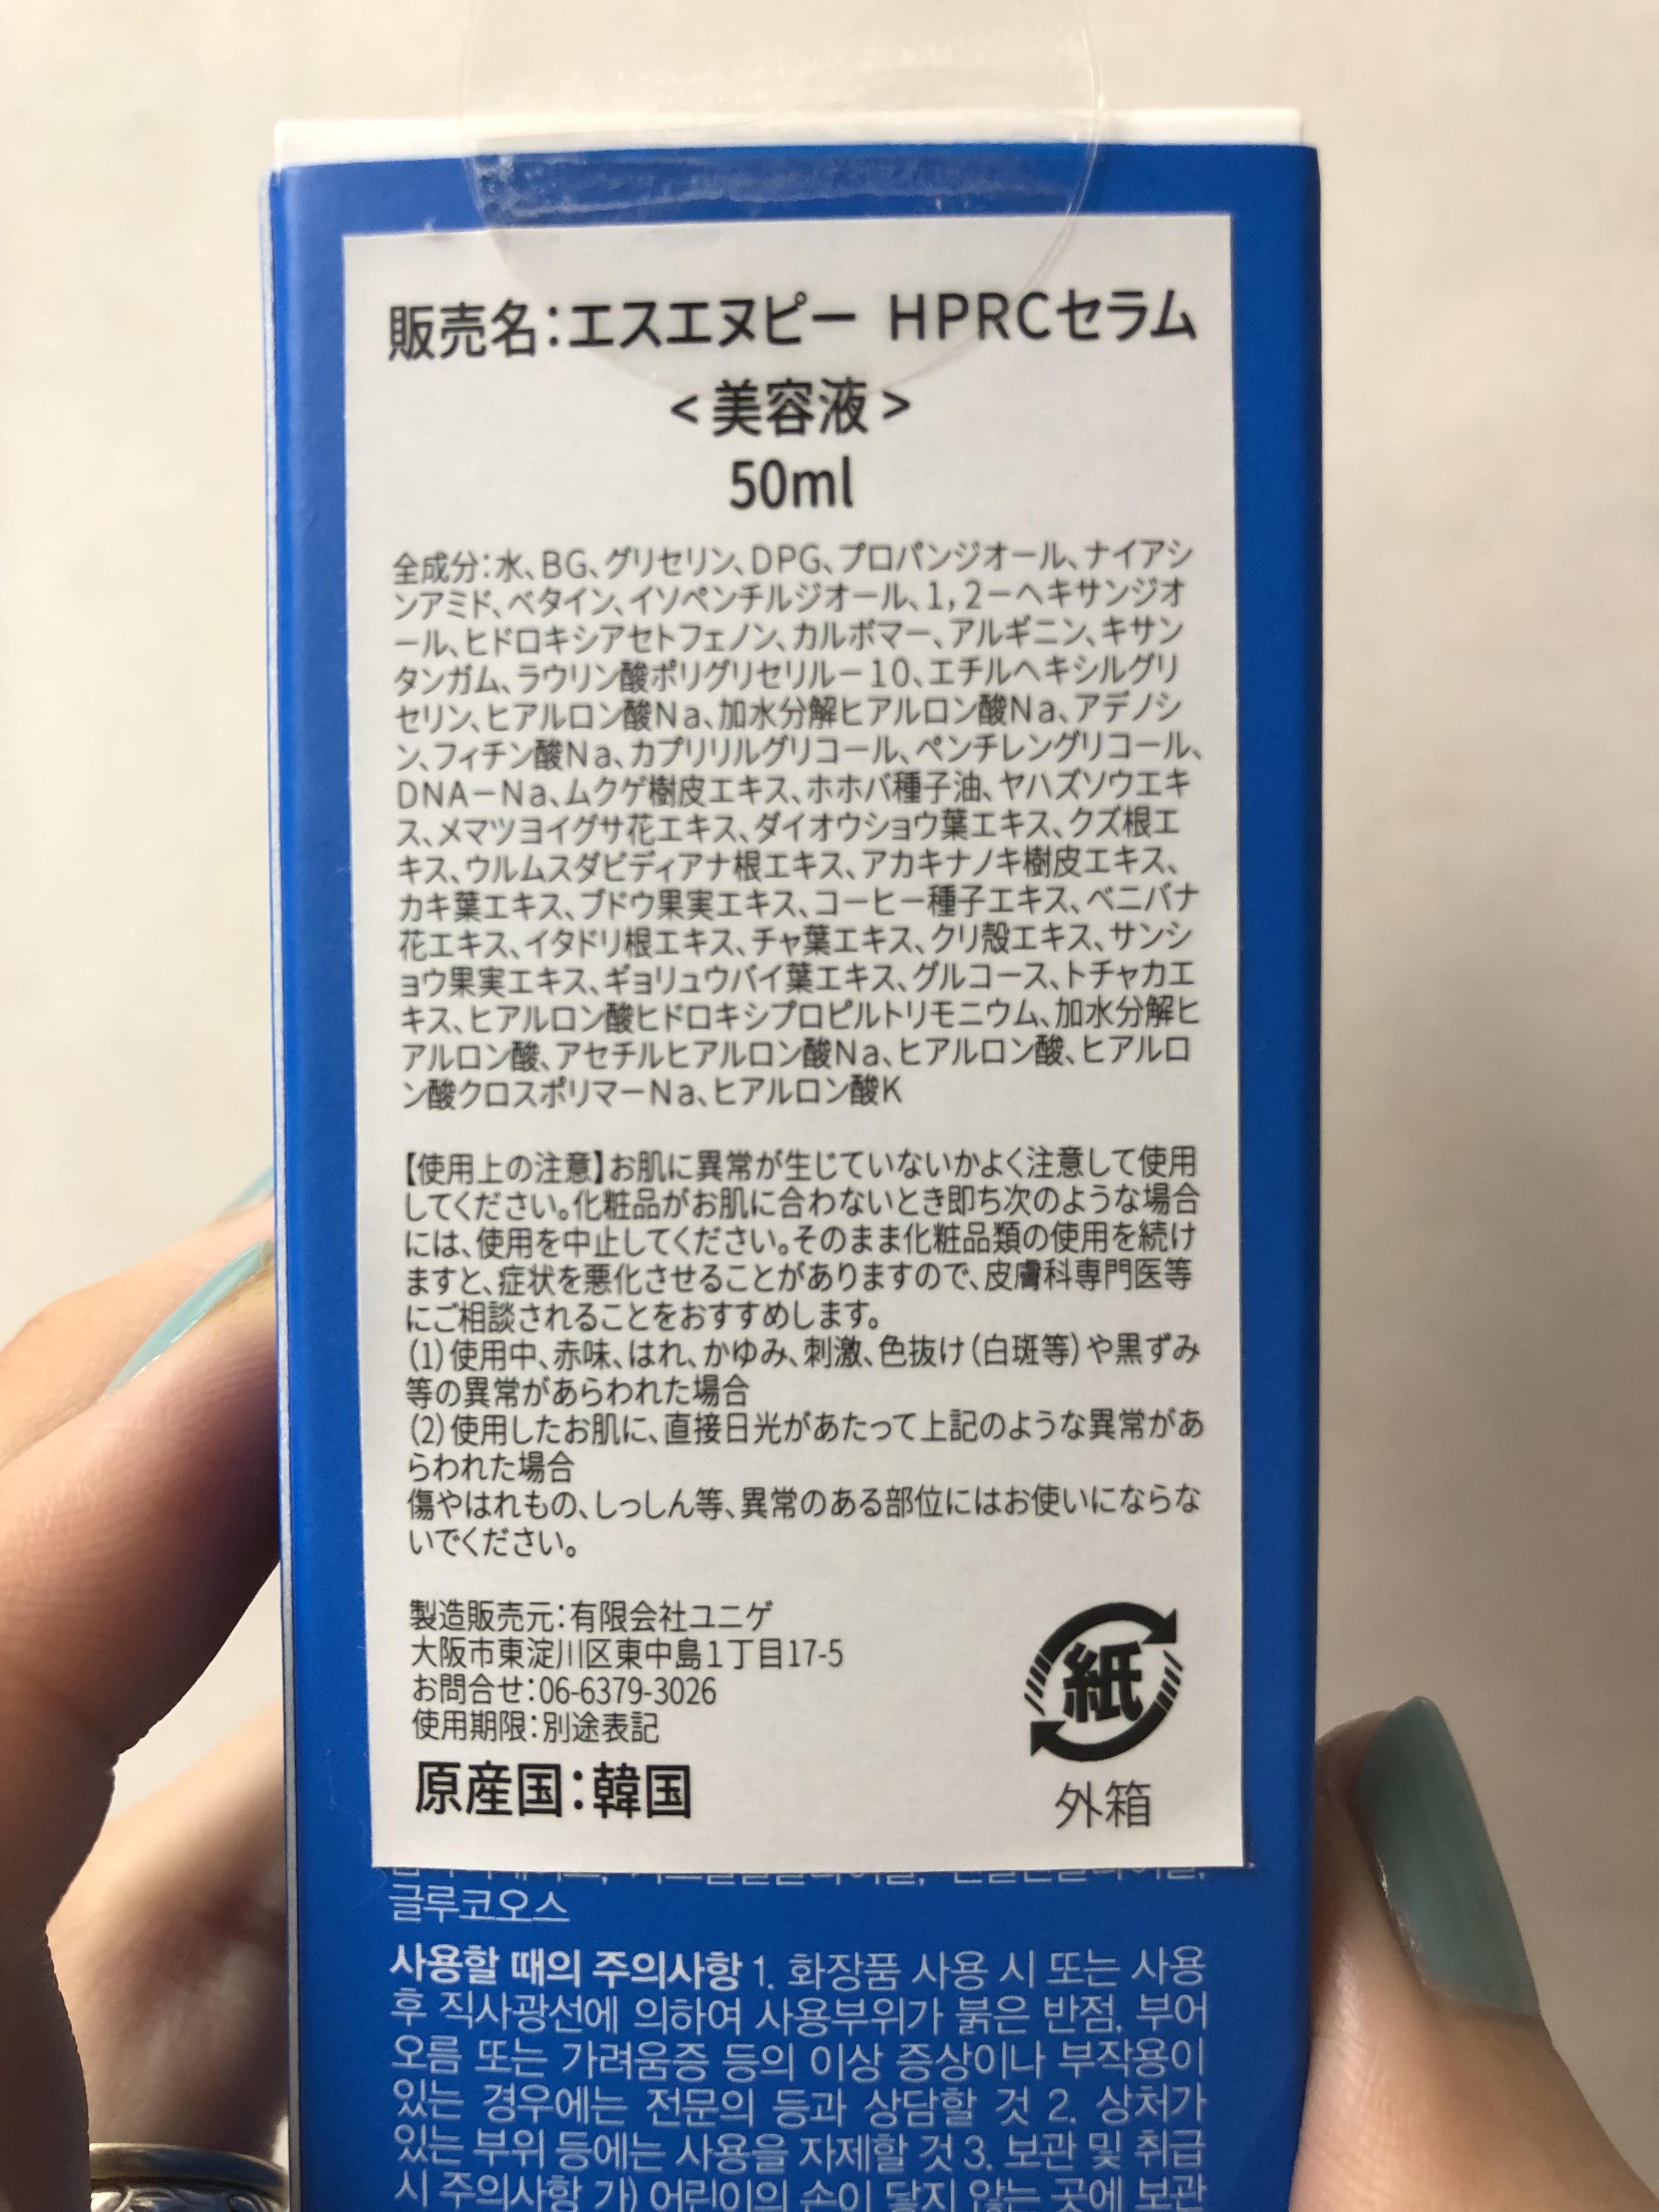 販売名：エスエヌピー HPRCセラム
＜美容液＞
50ml
全成分：水、BG、グリセリン、DPG、プロパンジオール、ナイアシ
ンアミド、ベタイン、イソペンチルジオール、1，2－ヘキサンジオ
ール、ヒドロキシアセトフェノン、カルボマー、アルギニン、キサン
タンガム、ラウリン酸ポリグリセリル－10、エチルヘキシルグリ
セリン、ヒアルロン酸Na、加水分解ヒアルロン酸Na、アデノシ
ン、フィチン酸Na、カプリリルグリコール、ペンチレングリコール、
DNA－Na、ムクゲ樹皮エキス、ホホバ種子油、ヤハズソウエキ
ス、メマツヨイグサ花エキス、ダイオウショウ葉エキス、クズ根エ
キス、ウルムスダビディアナ根エキス、アカキナノキ樹皮エキス、
カキ葉エキス、ブドウ果実エキス、コーヒー種子エキス、ベニバナ
花エキス、イタドリ根エキス、チャ葉エキス、クリ殻エキス、サンシ
ョウ果実エキス、ギョリュウバイ葉エキス、グルコース、トチャカエ
キス、ヒアルロン酸ヒドロキシプロピルトリモニウム、加水分解ヒ
アルロン酸、アセチルヒアルロン酸Na、ヒアルロン酸、ヒアルロ
ン酸クロスポリマーNa、ヒアルロン酸K
【使用上の注意】お肌に異常が生じていないかよく注意して使用
してください。化粧品がお肌に合わないとき即ち次のような場合
には、使用を中止してください。そのまま化粧品類の使用を続け
ますと、症状を悪化させることがありますので、皮膚科専門医等
にご相談されることをおすすめします。
(1)使用中、赤味、はれ、かゆみ、刺激、色抜け(白斑等)や黒ずみ
等の異常があらわれた場合
(2)使用したお肌に、直接日光があたって上記のような異常があ
らわれた場合
傷やはれもの、しっしん等、異常のある部位にはお使いにならな
いでください。
製造販売元：有限会社ユニゲ
大阪市東淀川区東中島1丁目17-5
お問合せ：06-6379-3026
使用期限：別途表記
原産国：韓国
紙
外箱
글루코오스
사용할 때의 주의사항 1. 화장품 사용 시 또는 사용
후 직사광선에 의하여 사용부위가 붉은 반점, 부어
오름 또는 가려움증 등의 이상 증상이나 부작용이
있는 경우에는 전문의 등과 상담할 것 2. 상처가
있는 부위 등에는 사용을 자제할 것 3. 보관 및 취급
시 주의사항 가) 어린이의 손이 닿지 않는 곳에 보관